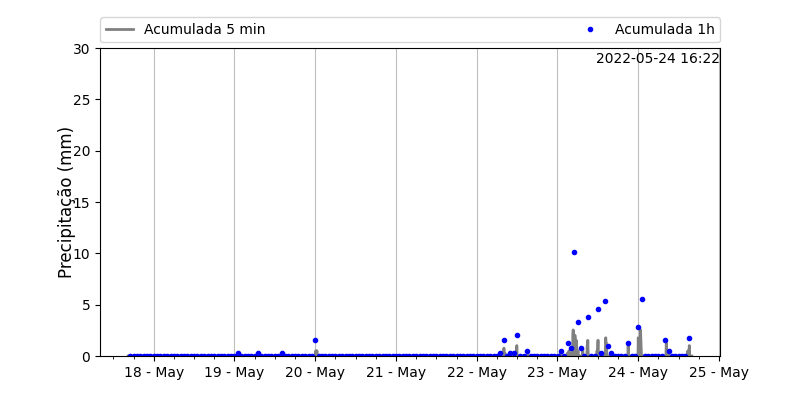 Acumulada 5 min
Acumulada 1h
2022-05-24 16:22
Precipitação (mm)
30
25
20
15
10
5
0
18 - May
19 - May
20 - May
21 - May
22 - May
23 - May
24 - May
25 - May